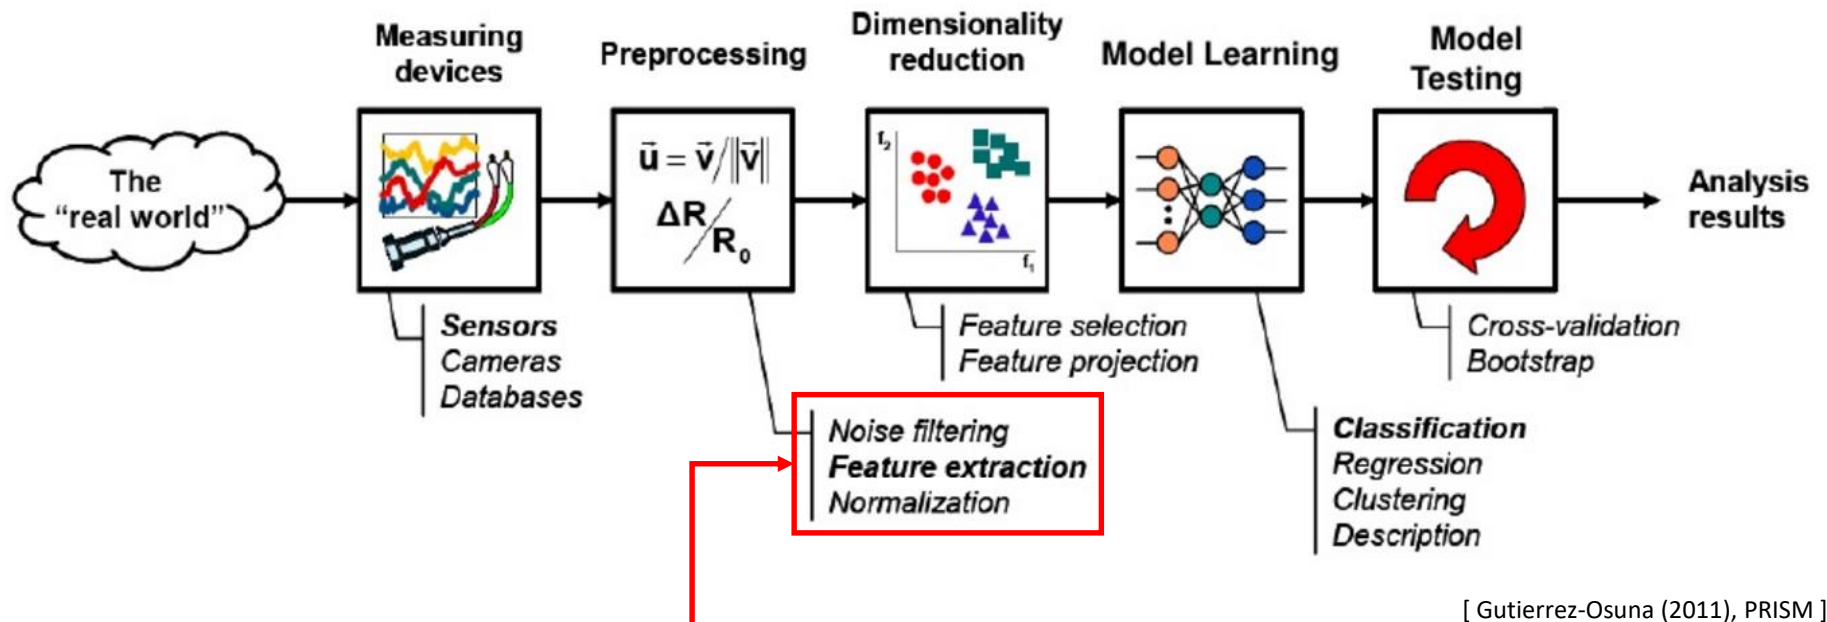 Measuring
devices
Preprocessing
Dimensionality
reduction
Model Learning
Model
Testing
The
"real world"
u⃗ = v⃗/||v⃗||
ΔR/R₀
f₂
f₁
Analysis
results
Sensors
Cameras
Databases
Noise filtering
Feature extraction
Normalization
Feature selection
Feature projection
Classification
Regression
Clustering
Description
Cross-validation
Bootstrap
[ Gutierrez-Osuna (2011), PRISM ]